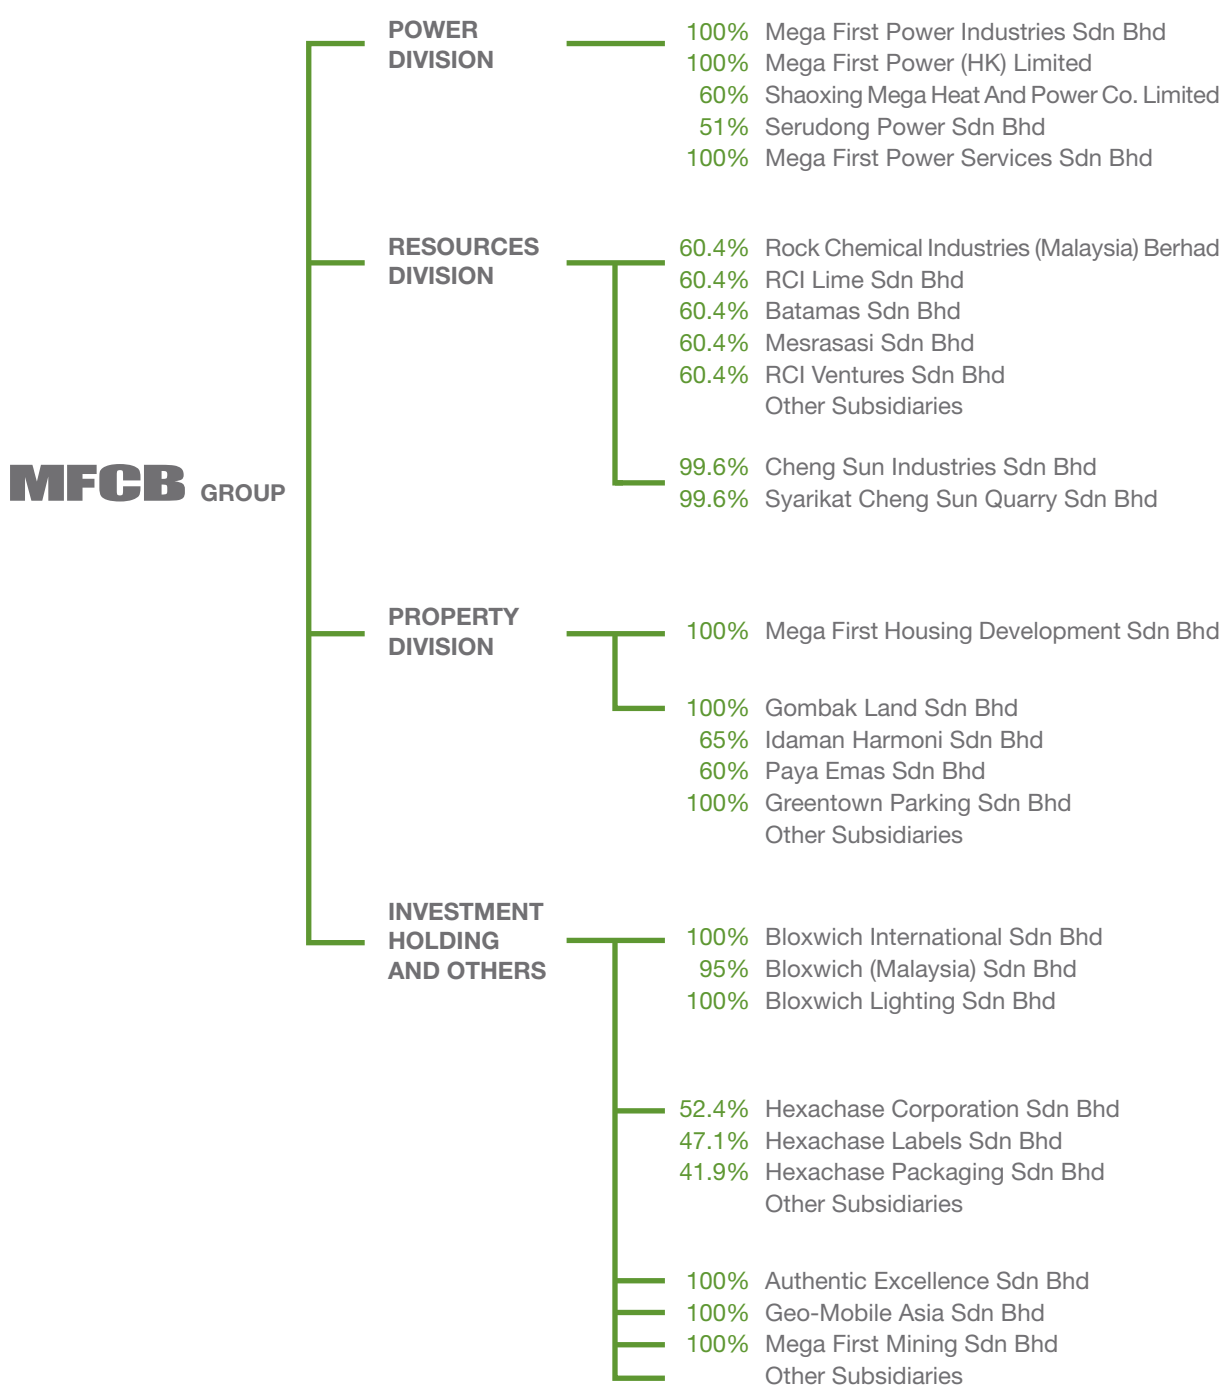 MFCB GROUP
POWER
DIVISION
100% Mega First Power Industries Sdn Bhd
100% Mega First Power (HK) Limited
60% Shaoxing Mega Heat And Power Co. Limited
51% Serudong Power Sdn Bhd
100% Mega First Power Services Sdn Bhd
RESOURCES
DIVISION
60.4% Rock Chemical Industries (Malaysia) Berhad
60.4% RCI Lime Sdn Bhd
60.4% Batamas Sdn Bhd
60.4% Mesrasasi Sdn Bhd
60.4% RCI Ventures Sdn Bhd
Other Subsidiaries
99.6% Cheng Sun Industries Sdn Bhd
99.6% Syarikat Cheng Sun Quarry Sdn Bhd
PROPERTY
DIVISION
100% Mega First Housing Development Sdn Bhd
100% Gombak Land Sdn Bhd
65% Idaman Harmoni Sdn Bhd
60% Paya Emas Sdn Bhd
100% Greentown Parking Sdn Bhd
Other Subsidiaries
INVESTMENT
HOLDING
AND OTHERS
100% Bloxwich International Sdn Bhd
95% Bloxwich (Malaysia) Sdn Bhd
100% Bloxwich Lighting Sdn Bhd
52.4% Hexachase Corporation Sdn Bhd
47.1% Hexachase Labels Sdn Bhd
41.9% Hexachase Packaging Sdn Bhd
Other Subsidiaries
100% Authentic Excellence Sdn Bhd
100% Geo-Mobile Asia Sdn Bhd
100% Mega First Mining Sdn Bhd
Other Subsidiaries